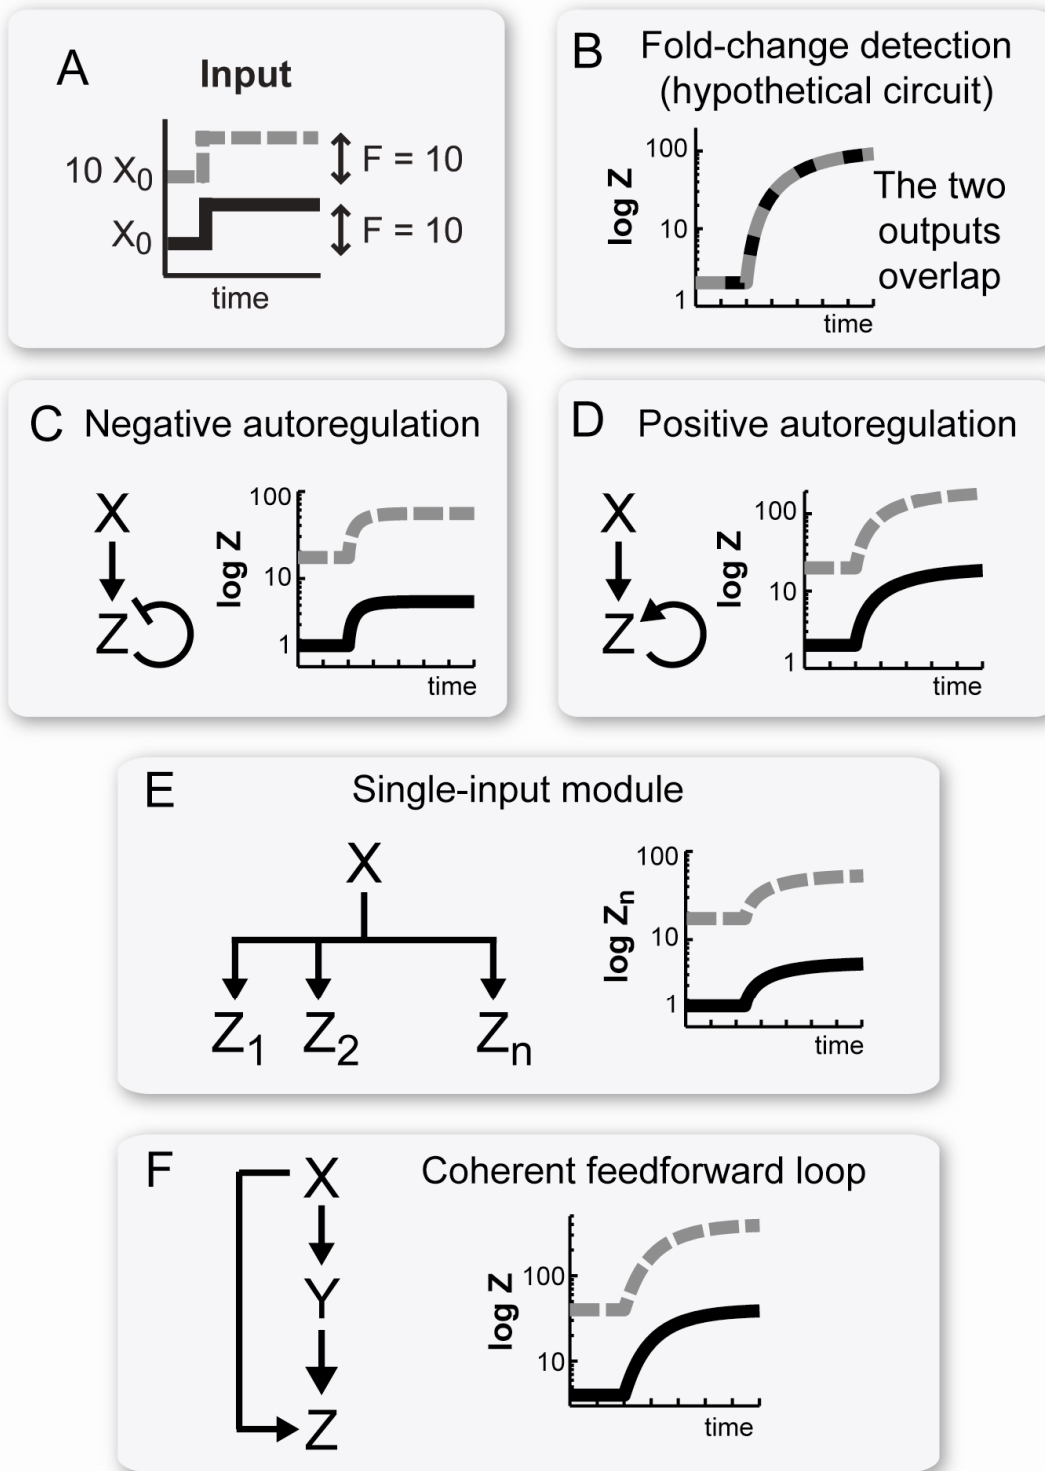 A
Input
10 X0
F = 10
X0
F = 10
time
B
Fold-change detection
(hypothetical circuit)
log Z
100
10
1
The two
outputs
overlap
time
C
Negative autoregulation
X
Z
log Z
100
10
1
time
D
Positive autoregulation
X
Z
log Z
100
10
1
time
E
Single-input module
X
Z1 Z2 Zn
log Zn
100
10
1
time
F
Coherent feedforward loop
X
Y
Z
log Z
100
10
time